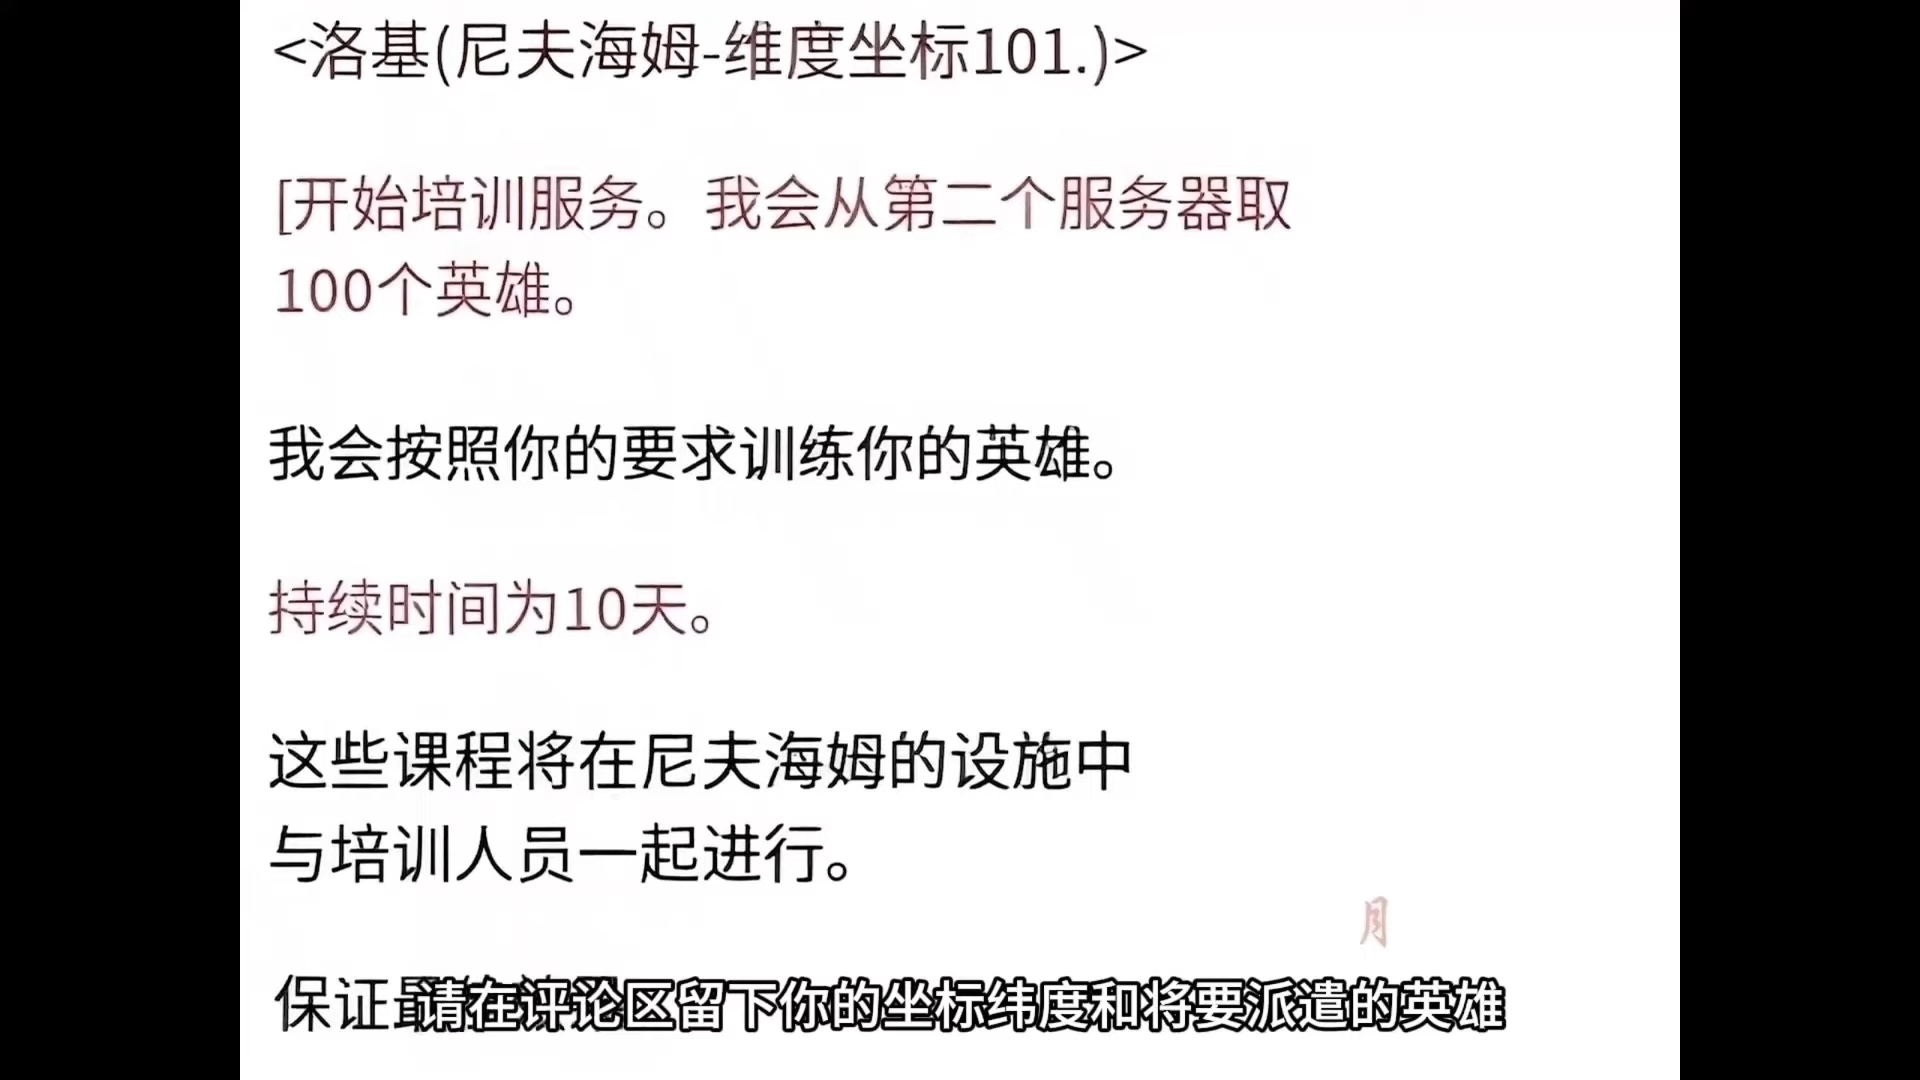 <洛基(尼夫海姆-维度坐标101.)>
[开始培训服务。我会从第二个服务器取
100个英雄。
我会按照你的要求训练你的英雄。
持续时间为10天。
这些课程将在尼夫海姆的设施中
与培训人员一起进行。
月
保证最
请在评论区留下你的坐标纬度和将要派遣的英雄